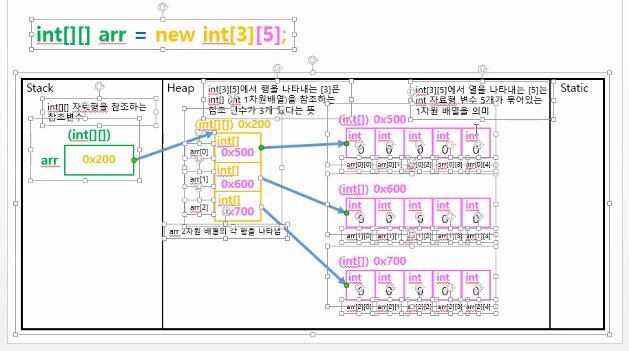 int[][] arr = new int[3][5];
Stack
Heap
Static
int[][] 자료형을 참조하는
참조변수
(int[][])
arr
0x200
int[3][5]에서 행을 나타내는 [3]은
int[] (int 1차원배열)을 참조하는
참조 변수가 3개 있다는 뜻
(int[][]) 0x200
arr[0]
int[]
0x500
arr[1]
int[]
0x600
arr[2]
int[]
0x700
arr 2차원 배열의 각 행을 나타냄
int[3][5]에서 열을 나타내는 [5]는
int 자료형 변수 5개가 묶어있는
1차원 배열을 의미
(int[]) 0x500
int int int int int
0 0 0 0 0
arr[0][0] arr[0][1] arr[0][2] arr[0][3] arr[0][4]
(int[]) 0x600
int int int int int
0 0 0 0 0
arr[1][0] arr[1][1] arr[1][2] arr[1][3] arr[1][4]
(int[]) 0x700
int int int int int
0 0 0 0 0
arr[2][0] arr[2][1] arr[2][2] arr[2][3] arr[2][4]